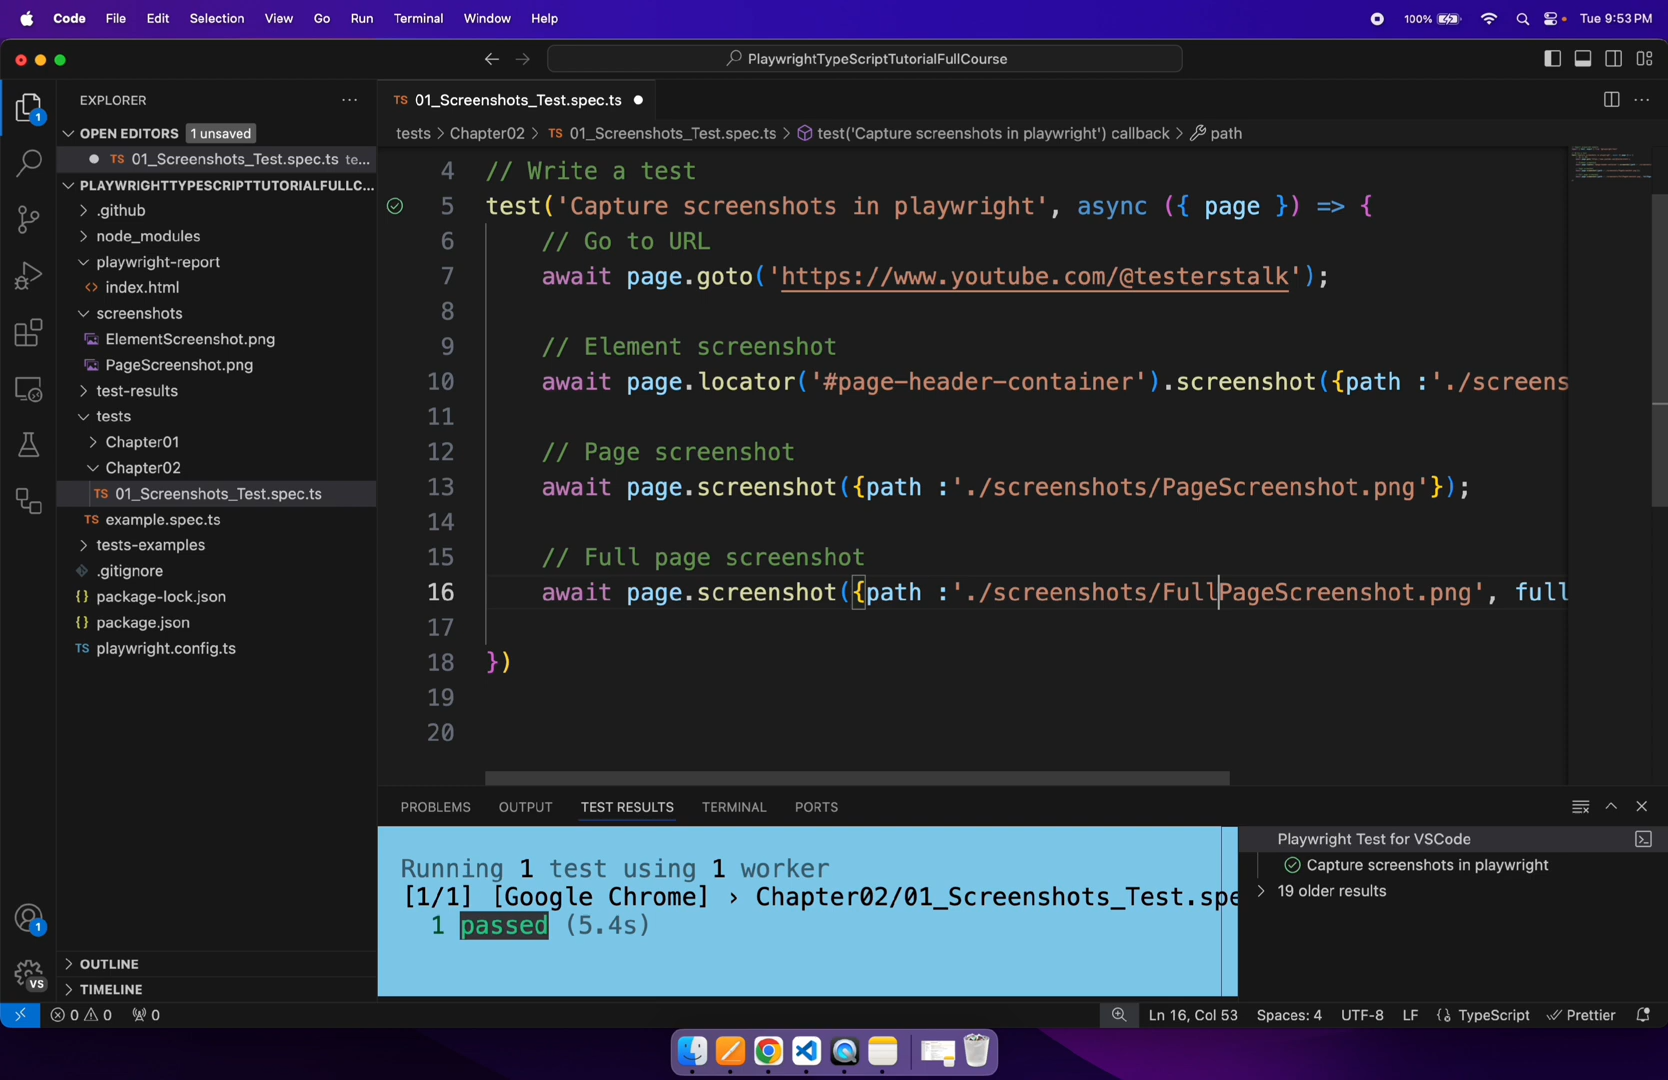 Code File Edit Selection View Go Run Terminal Window Help 100% Tue 9:53 PM
PlaywrightTypeScriptTutorialFullCourse
EXPLORER
TS 01_Screenshots_Test.spec.ts
OPEN EDITORS 1 unsaved
tests > Chapter02 > TS 01_Screenshots_Test.spec.ts > test('Capture screenshots in playwright') callback > path
TS 01_Screenshots_Test.spec.ts te...
PLAYWRIGHTTYPESCRIPTTUTORIALFULLC...
.github
node_modules
playwright-report
<> index.html
screenshots
ElementScreenshot.png
PageScreenshot.png
test-results
tests
Chapter01
Chapter02
TS 01_Screenshots_Test.spec.ts
TS example.spec.ts
tests-examples
.gitignore
{} package-lock.json
{} package.json
TS playwright.config.ts
OUTLINE
TIMELINE
4 // Write a test
5 test('Capture screenshots in playwright', async ({ page }) => {
6 // Go to URL
7 await page.goto('https://www.youtube.com/@testerstalk');
8
9 // Element screenshot
10 await page.locator('#page-header-container').screenshot({path :'./screens
11
12 // Page screenshot
13 await page.screenshot({path :'./screenshots/PageScreenshot.png'});
14
15 // Full page screenshot
16 await page.screenshot({path :'./screenshots/FullPageScreenshot.png', full
17
18 })
19
20
PROBLEMS OUTPUT TEST RESULTS TERMINAL PORTS
Running 1 test using 1 worker
[1/1] [Google Chrome] › Chapter02/01_Screenshots_Test.spe
1 passed (5.4s)
Playwright Test for VSCode
Capture screenshots in playwright
19 older results
1
1
VS
0 0 0 Ln 16, Col 53 Spaces: 4 UTF-8 LF {} TypeScript Prettier